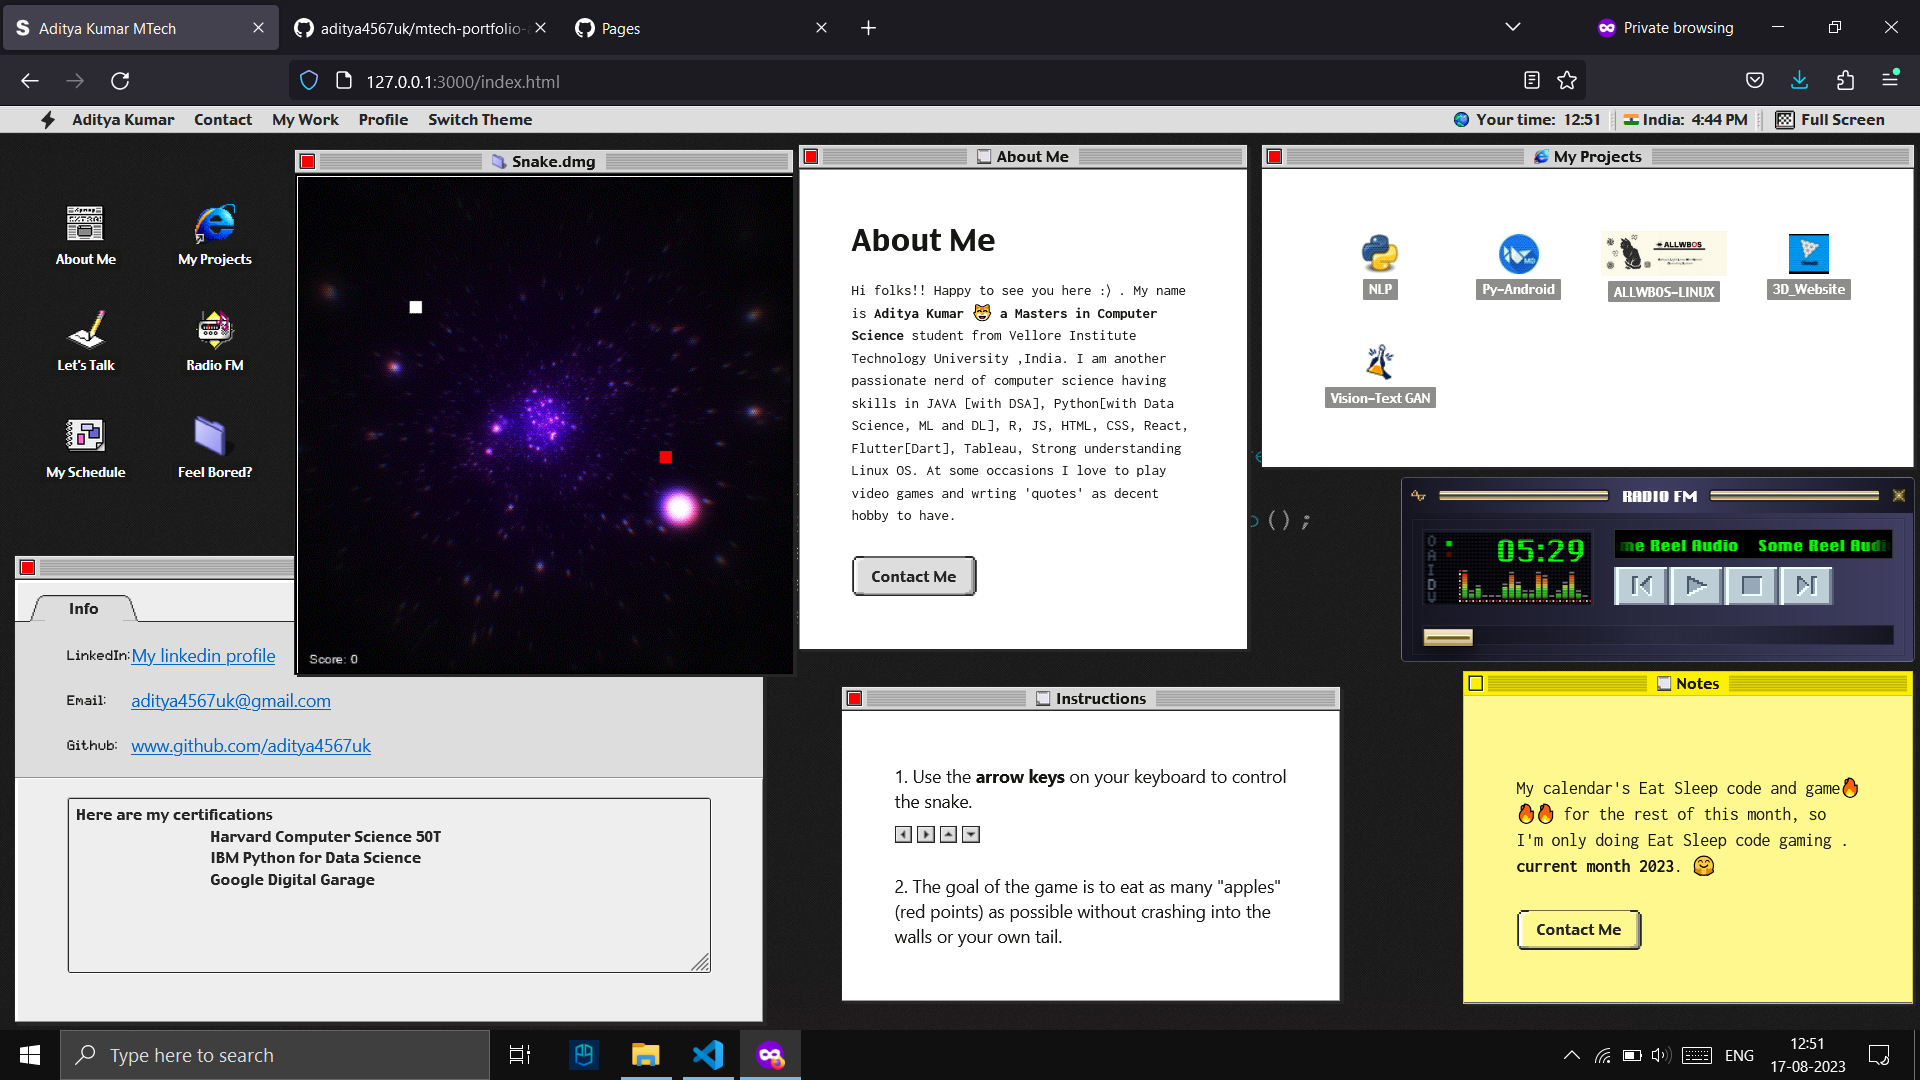 Aditya Kumar MTech
aditya4567uk/mtech-portfolio-
Pages
Private browsing
127.0.0.1:3000/index.html
Aditya Kumar
Contact
My Work
Profile
Switch Theme
Your time: 12:51
India: 4:44 PM
Full Screen
About Me
My Projects
Let's Talk
Radio FM
My Schedule
Feel Bored?
Snake.dmg
Score: 0
About Me
About Me
Hi folks!! Happy to see you here :) . My name
is Aditya Kumar 😸 a Masters in Computer
Science student from Vellore Institute
Technology University ,India. I am another
passionate nerd of computer science having
skills in JAVA [with DSA], Python[with Data
Science, ML and DL], R, JS, HTML, CSS, React,
Flutter[Dart], Tableau, Strong understanding
Linux OS. At some occasions I love to play
video games and wrting 'quotes' as decent
hobby to have.
Contact Me
My Projects
NLP
Py-Android
ALLWBOS
ALLWBOS-LINUX
3D_Website
Vision-Text GAN
();
RADIO FM
O
A
I
D
V
05:29
me Reel Audio Some Reel Audi
Info
LinkedIn: My linkedin profile
Email: aditya4567uk@gmail.com
Github: www.github.com/aditya4567uk
Here are my certifications
Harvard Computer Science 50T
IBM Python for Data Science
Google Digital Garage
Instructions
1. Use the arrow keys on your keyboard to control
the snake.
2. The goal of the game is to eat as many "apples"
(red points) as possible without crashing into the
walls or your own tail.
Notes
My calendar's Eat Sleep code and game🔥
🔥🔥 for the rest of this month, so
I'm only doing Eat Sleep code gaming .
current month 2023. 🤗
Contact Me
Type here to search
ENG
12:51
17-08-2023